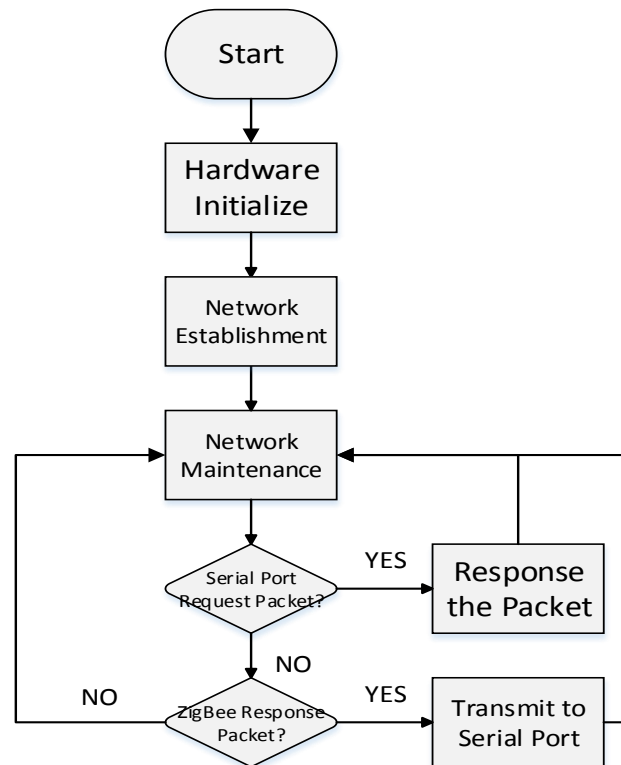 Start
Hardware
Initialize
Network
Establishment
Network
Maintenance
Serial Port
Request Packet?
YES
Response
the Packet
NO
ZigBee Response
Packet?
NO
YES
Transmit to
Serial Port